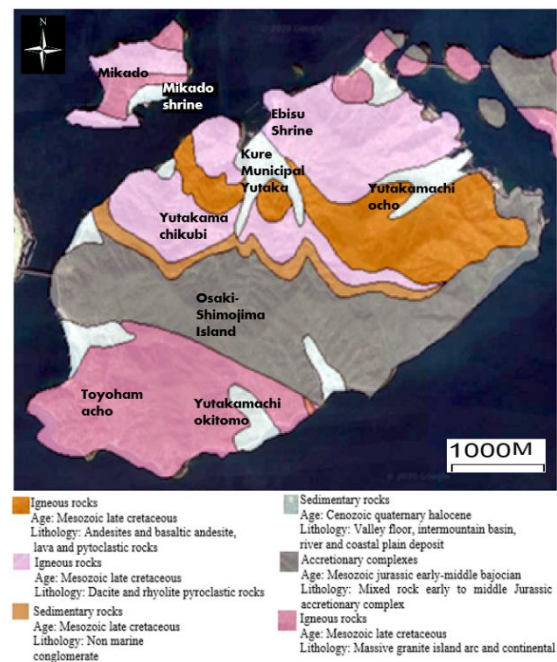 N
Mikado
Mikado
shrine
Ebisu
Shrine
Kure
Municipal
Yutaka
Yutakamachi
ocho
Yutakama
chikubi
Osaki-
Shimojima
Island
Toyoham
acho
Yutakamachi
okitomo
1000M
Igneous rocks
Age: Mesozoic late cretaceous
Lithology: Andesites and basaltic andesite,
lava and pytoclastic rocks
Igneous rocks
Age: Mesozoic late cretaceous
Lithology: Dacite and rhyolite pyroclastic rocks
Sedimentary rocks
Age: Mesozoic late cretaceous
Lithology: Non marine
conglomerate
Sedimentary rocks
Age: Cenozoic quaternary halocene
Lithology: Valley floor, intermountain basin,
river and coastal plain deposit
Accretionary complexes
Age: Mesozoic jurassic early-middle bajocian
Lithology: Mixed rock early to middle Jurassic
accretionary complex
Igneous rocks
Age: Mesozoic late cretaceous
Lithology: Massive granite island arc and continental